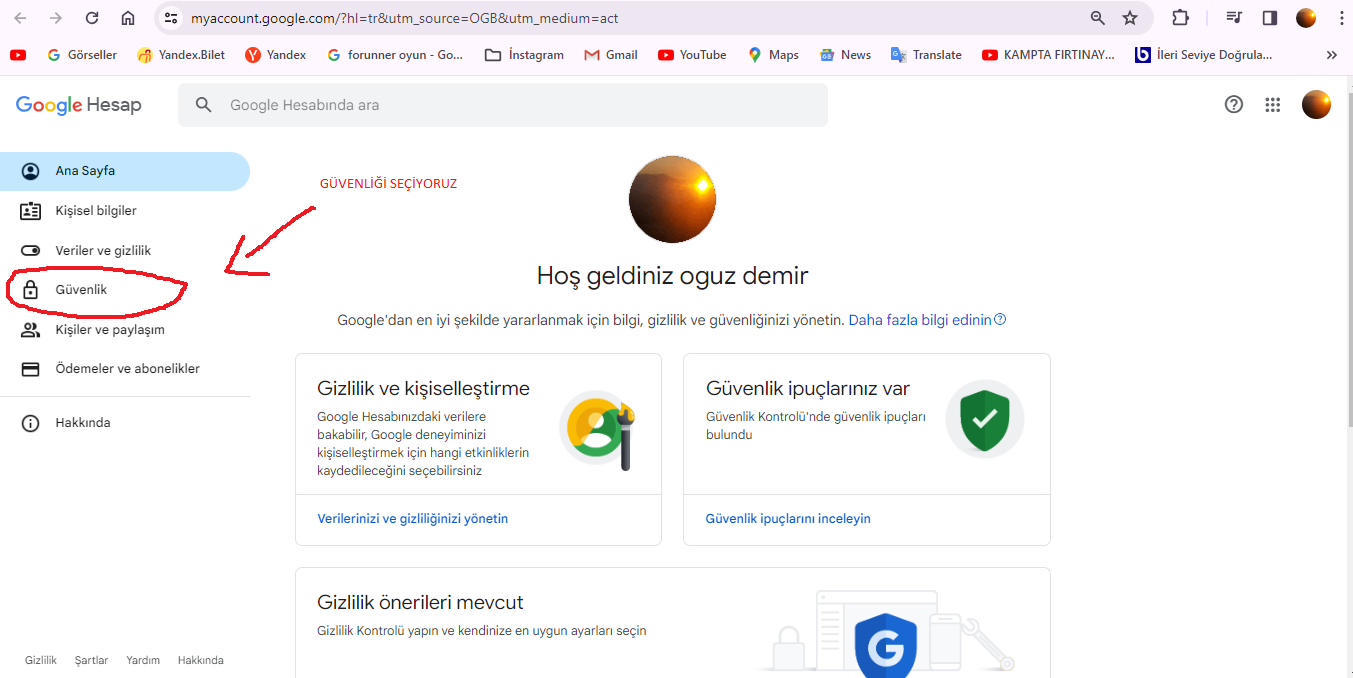 myaccount.google.com/?hl=tr&utm_source=OGB&utm_medium=act
Görseller
Yandex.Bilet
Yandex
forunner oyun - Go...
İnstagram
Gmail
YouTube
Maps
News
Translate
KAMPTA FIRTINAY...
İleri Seviye Doğrula...
Google Hesap
Google Hesabında ara
Ana Sayfa
Kişisel bilgiler
Veriler ve gizlilik
Güvenlik
Kişiler ve paylaşım
Ödemeler ve abonelikler
Hakkında
GÜVENLİĞİ SEÇİYORUZ
Hoş geldiniz oguz demir
Google'dan en iyi şekilde yararlanmak için bilgi, gizlilik ve güvenliğinizi yönetin. Daha fazla bilgi edinin
Gizlilik ve kişiselleştirme
Google Hesabınızdaki verilere
bakabilir, Google deneyiminizi
kişiselleştirmek için hangi etkinliklerin
kaydedileceğini seçebilirsiniz
Verilerinizi ve gizliliğinizi yönetin
Güvenlik ipuçlarınız var
Güvenlik Kontrolü'nde güvenlik ipuçları
bulundu
Güvenlik ipuçlarını inceleyin
Gizlilik önerileri mevcut
Gizlilik Kontrolü yapın ve kendinize en uygun ayarları seçin
G
Gizlilik Şartlar Yardım Hakkında